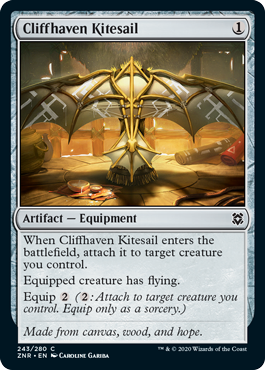 Cliffhaven Kitesail 1
Artifact — Equipment
When Cliffhaven Kitesail enters the
battlefield, attach it to target creature
you control.
Equipped creature has flying.
Equip 2 (2: Attach to target creature you
control. Equip only as a sorcery.)
Made from canvas, wood, and hope.
243/280 C
ZNR • EN CAROLINE GARIBA
™ & © 2020 Wizards of the Coast